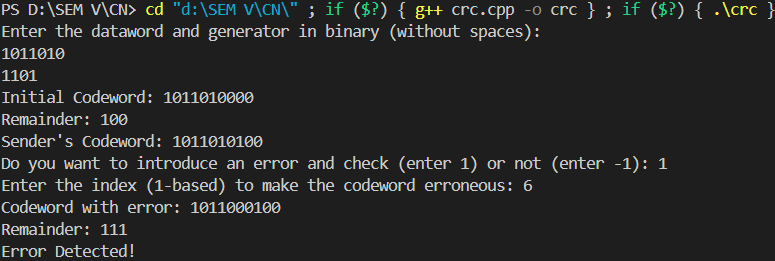 PS D:\SEM V\CN> cd "d:\SEM V\CN\" ; if ($?) { g++ crc.cpp -o crc } ; if ($?) { .\crc }
Enter the dataword and generator in binary (without spaces):
1011010
1101
Initial Codeword: 1011010000
Remainder: 100
Sender's Codeword: 1011010100
Do you want to introduce an error and check (enter 1) or not (enter -1): 1
Enter the index (1-based) to make the codeword erroneous: 6
Codeword with error: 1011000100
Remainder: 111
Error Detected!